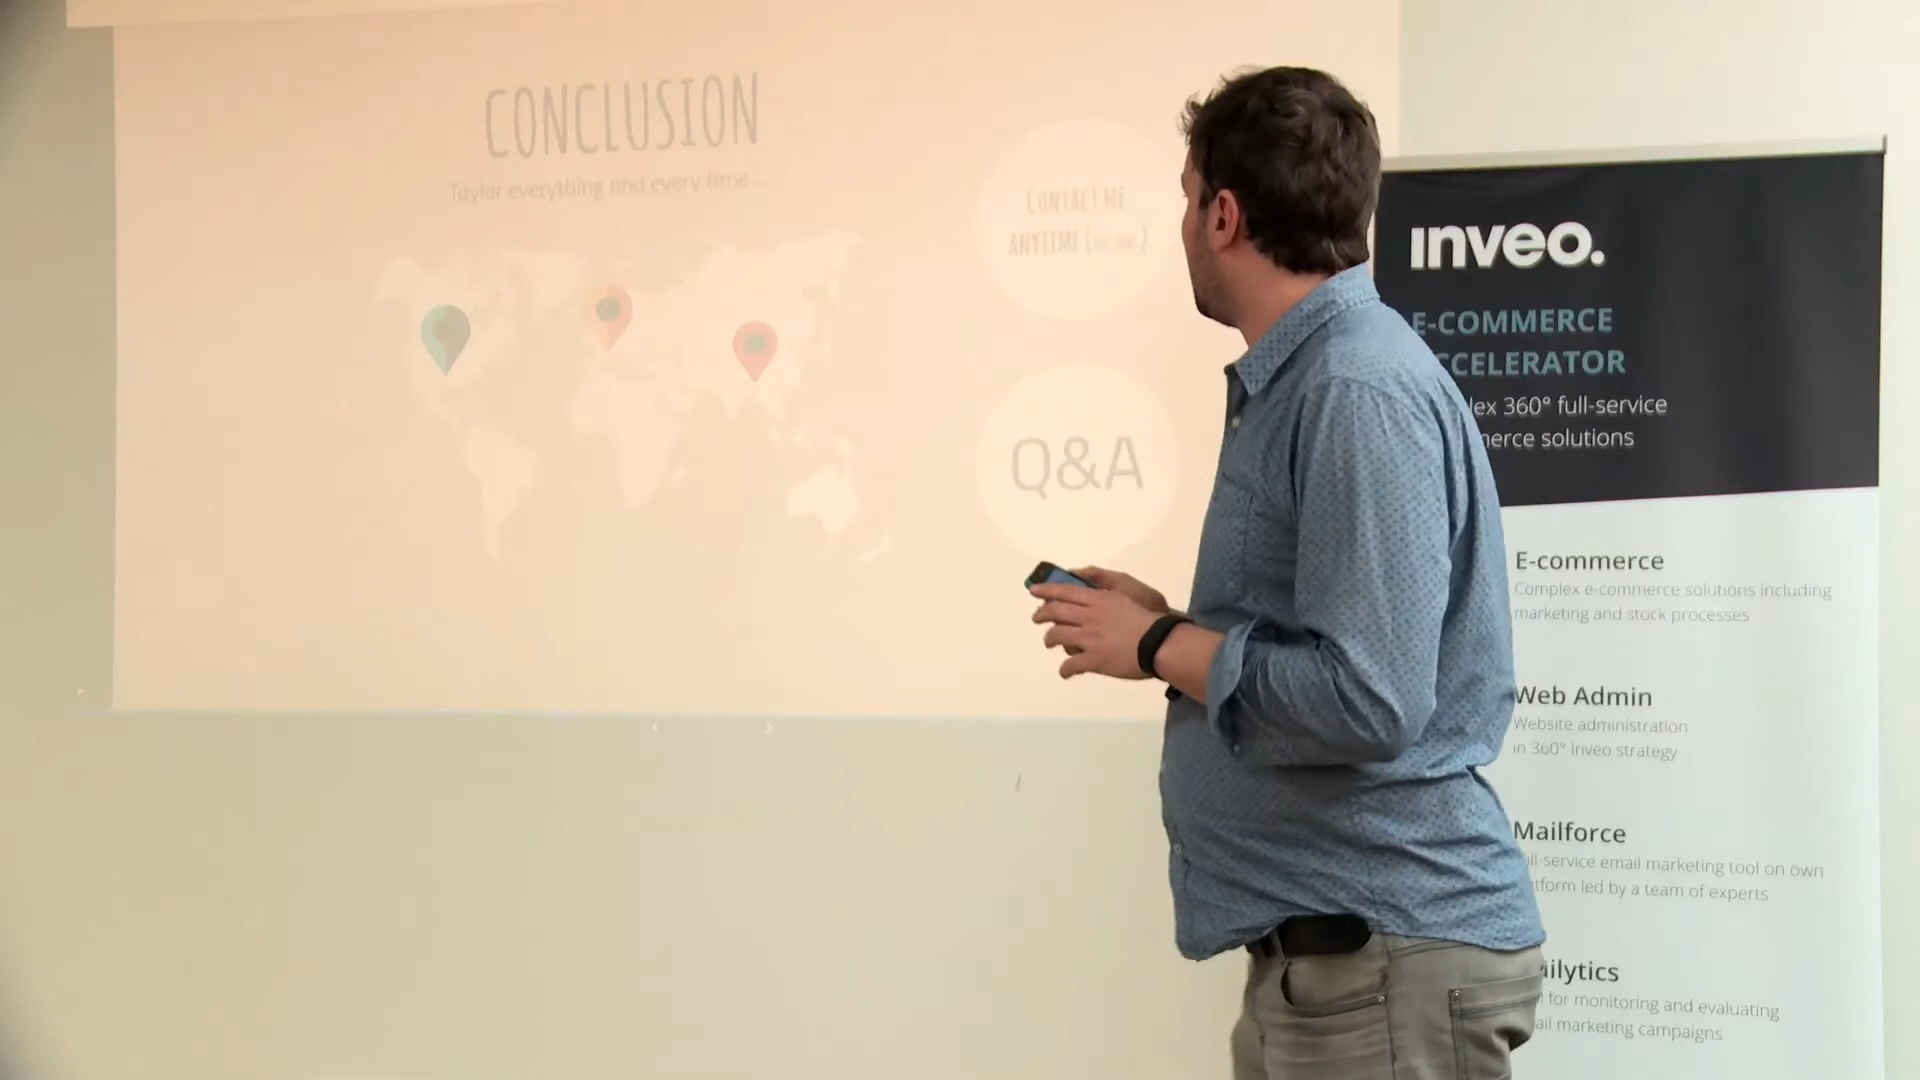 CONCLUSION
Taylor everything and every time ...
CONTACT ME
ANYTIME (
Q&A
inveo.
E-COMMERCE
CCELERATOR
lex 360° full-service
merce solutions
E-commerce
Complex e-commerce solutions including
marketing and stock processes
Web Admin
Website administration
in 360° Inveo strategy
Mailforce
ull-service email marketing tool on own
tform led by a team of experts
ilytics
for monitoring and evaluating
ail marketing campaigns